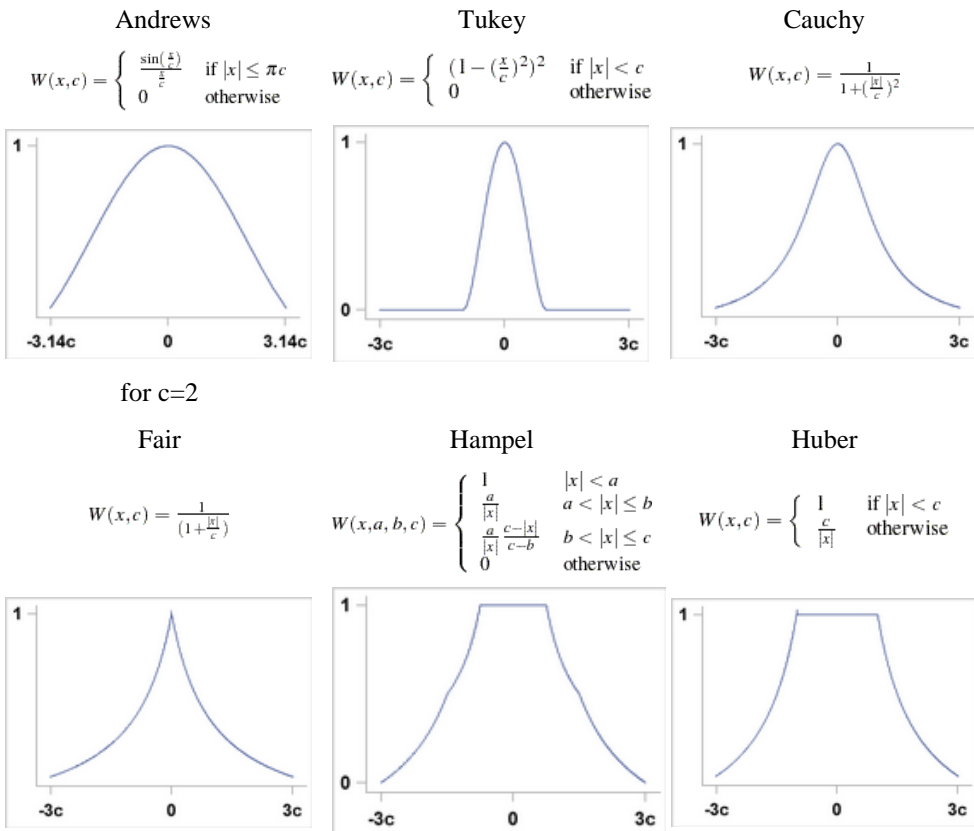 Andrews Tukey Cauchy
W(x,c) = { sin(x/c) / (x/c) if |x| ≤ πc
0 otherwise
W(x,c) = { (1 − (x/c)²)² if |x| < c
0 otherwise
W(x,c) = 1 / (1+(|x|/c)²)
1 1 1
0
-3.14c 0 3.14c -3c 0 3c -3c 0 3c
for c=2
Fair Hampel Huber
W(x,c) = 1 / (1+|x|/c)
W(x,a,b,c) = { 1 |x| < a
a/|x| a < |x| ≤ b
a/|x| (c−|x|)/(c−b) b < |x| ≤ c
0 otherwise
W(x,c) = { 1 if |x| < c
c/|x| otherwise
1 1 1
0
-3c 0 3c -3c 0 3c -3c 0 3c